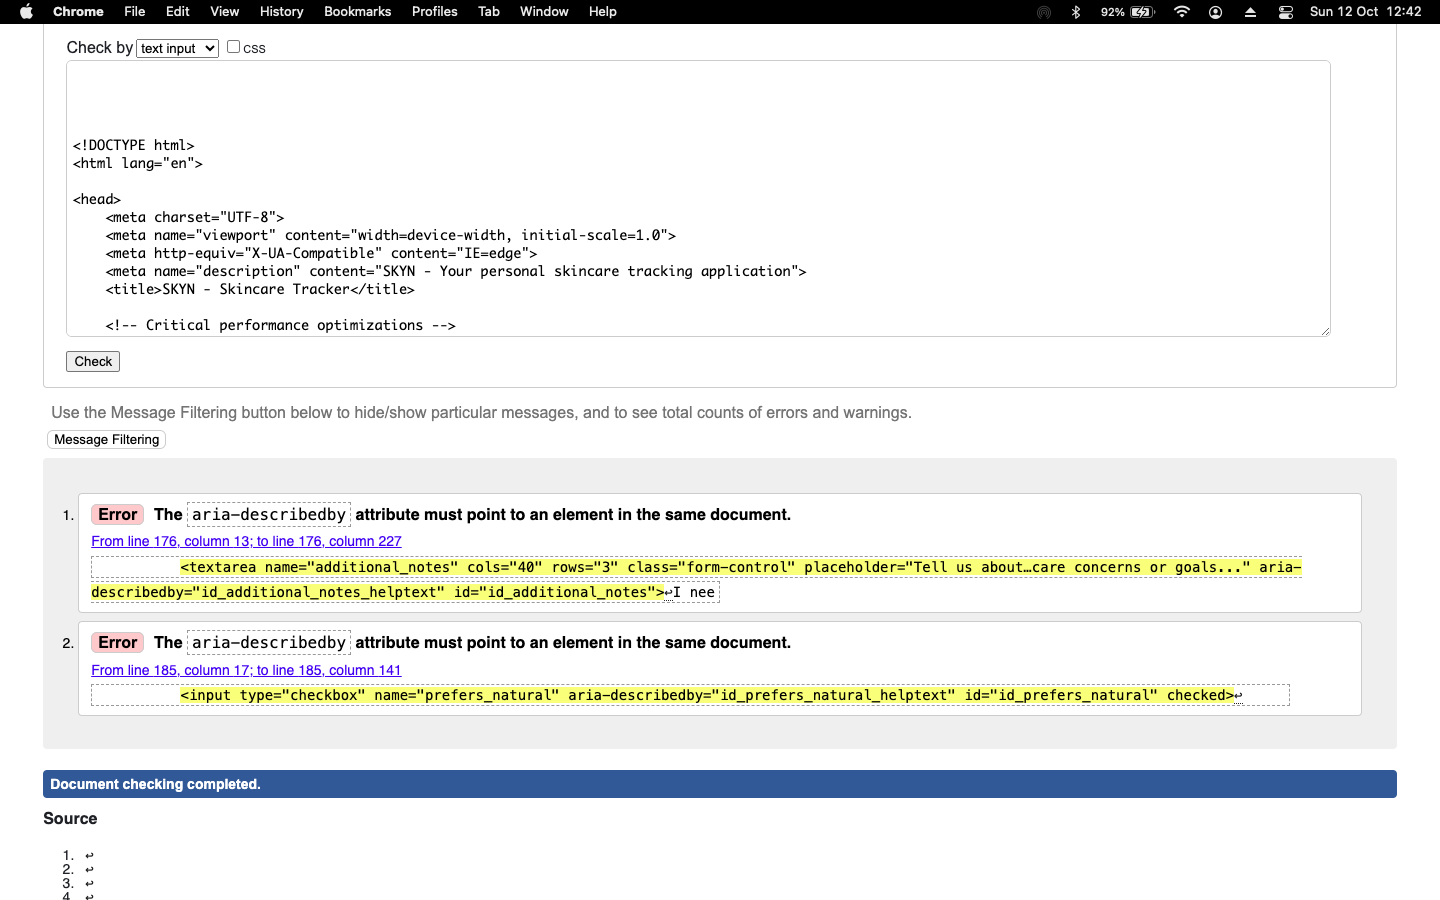 Chrome File Edit View History Bookmarks Profiles Tab Window Help 92% Sun 12 Oct 12:42
Check by text input css
<!DOCTYPE html>
<html lang="en">
<head>
<meta charset="UTF-8">
<meta name="viewport" content="width=device-width, initial-scale=1.0">
<meta http-equiv="X-UA-Compatible" content="IE=edge">
<meta name="description" content="SKYN - Your personal skincare tracking application">
<title>SKYN - Skincare Tracker</title>
<!-- Critical performance optimizations -->
Check
Use the Message Filtering button below to hide/show particular messages, and to see total counts of errors and warnings.
Message Filtering
1. Error The aria-describedby attribute must point to an element in the same document.
From line 176, column 13; to line 176, column 227
<textarea name="additional_notes" cols="40" rows="3" class="form-control" placeholder="Tell us about…care concerns or goals..." aria-
describedby="id_additional_notes_helptext" id="id_additional_notes">↩I nee
2. Error The aria-describedby attribute must point to an element in the same document.
From line 185, column 17; to line 185, column 141
<input type="checkbox" name="prefers_natural" aria-describedby="id_prefers_natural_helptext" id="id_prefers_natural" checked>↩
Document checking completed.
Source
1. ↩
2. ↩
3. ↩
4. ↩